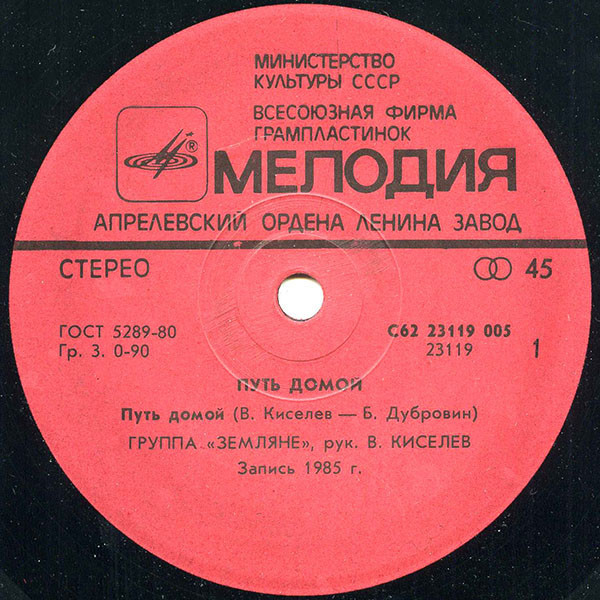 МИНИСТЕРСТВО
КУЛЬТУРЫ СССР
ВСЕСОЮЗНАЯ ФИРМА
ГРАМПЛАСТИНОК
®
МЕЛОДИЯ
АПРЕЛЕВСКИЙ ОРДЕНА ЛЕНИНА ЗАВОД
СТЕРЕО 45
ГОСТ 5289-80 С62 23119 005
Гр. 3. 0-90 23119 1
ПУТЬ ДОМОЙ
Путь домой (В. Киселев — Б. Дубровин)
ГРУППА «ЗЕМЛЯНЕ», рук. В. КИСЕЛЕВ
Запись 1985 г.